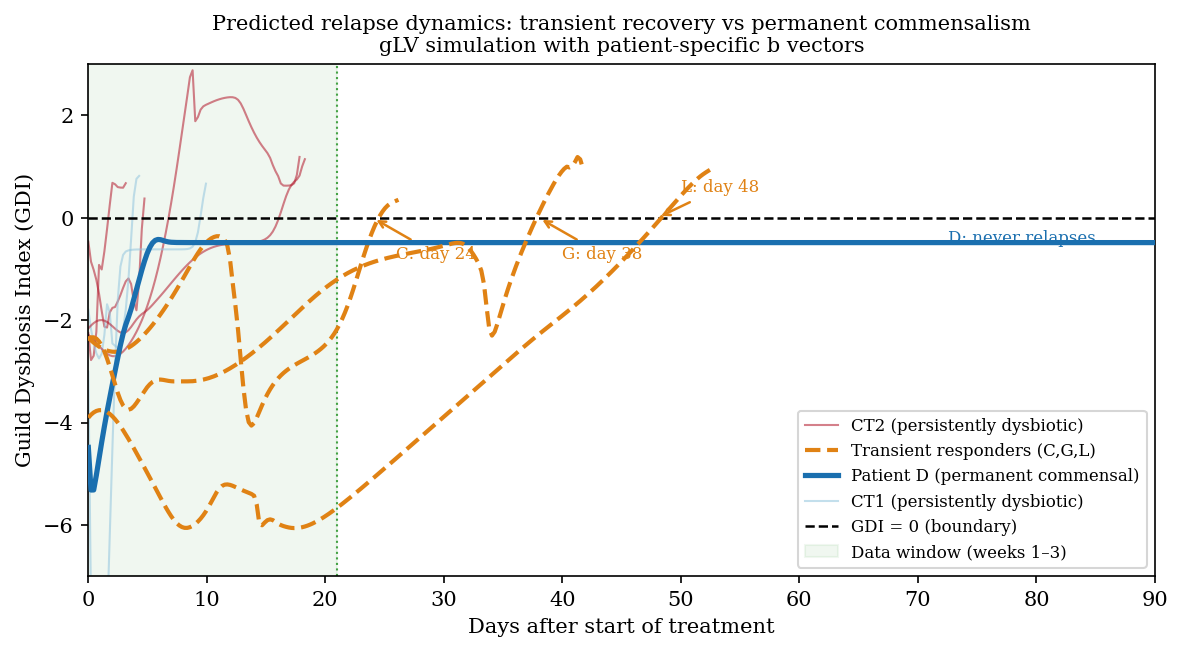 Predicted relapse dynamics: transient recovery vs permanent commensalism
gLV simulation with patient-specific b vectors
Guild Dysbiosis Index (GDI)
2
0
−2
−4
−6
L: day 48
D: never relapses
C: day 24
G: day 38
CT2 (persistently dysbiotic)
Transient responders (C,G,L)
Patient D (permanent commensal)
CT1 (persistently dysbiotic)
GDI = 0 (boundary)
Data window (weeks 1–3)
0 10 20 30 40 50 60 70 80 90
Days after start of treatment